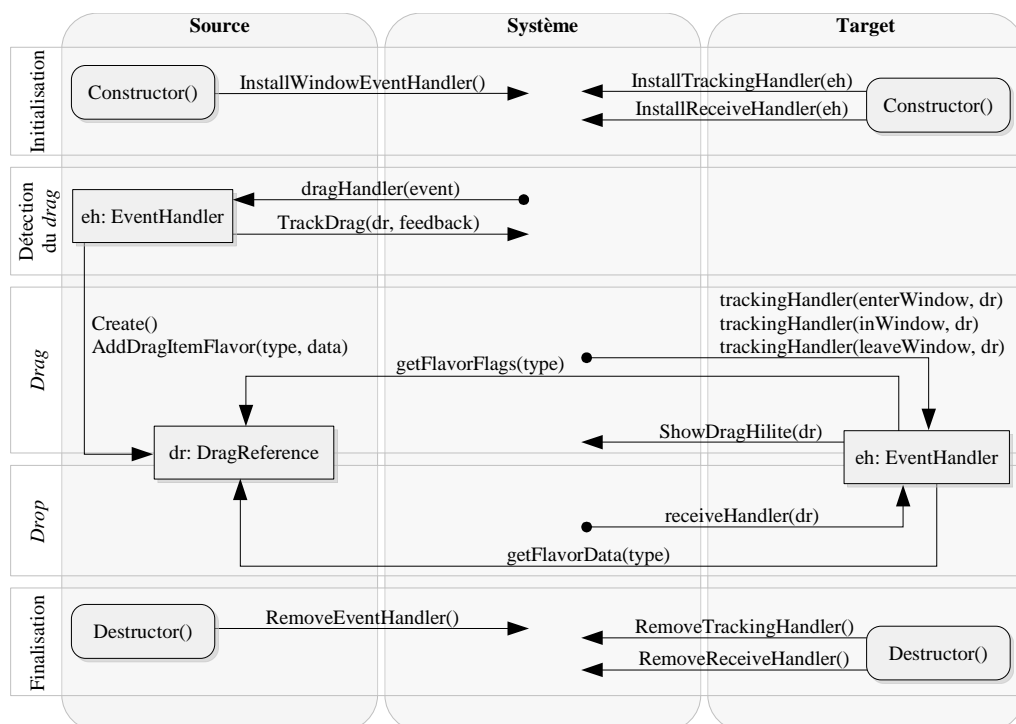 Source
Système
Target
Initialisation
Constructor()
InstallWindowEventHandler()
InstallTrackingHandler(eh)
InstallReceiveHandler(eh)
Constructor()
Détection
du drag
eh: EventHandler
dragHandler(event)
TrackDrag(dr, feedback)
Drag
Create()
AddDragItemFlavor(type, data)
trackingHandler(enterWindow, dr)
trackingHandler(inWindow, dr)
trackingHandler(leaveWindow, dr)
getFlavorFlags(type)
dr: DragReference
ShowDragHilite(dr)
eh: EventHandler
Drop
receiveHandler(dr)
getFlavorData(type)
Finalisation
Destructor()
RemoveEventHandler()
RemoveTrackingHandler()
RemoveReceiveHandler()
Destructor()